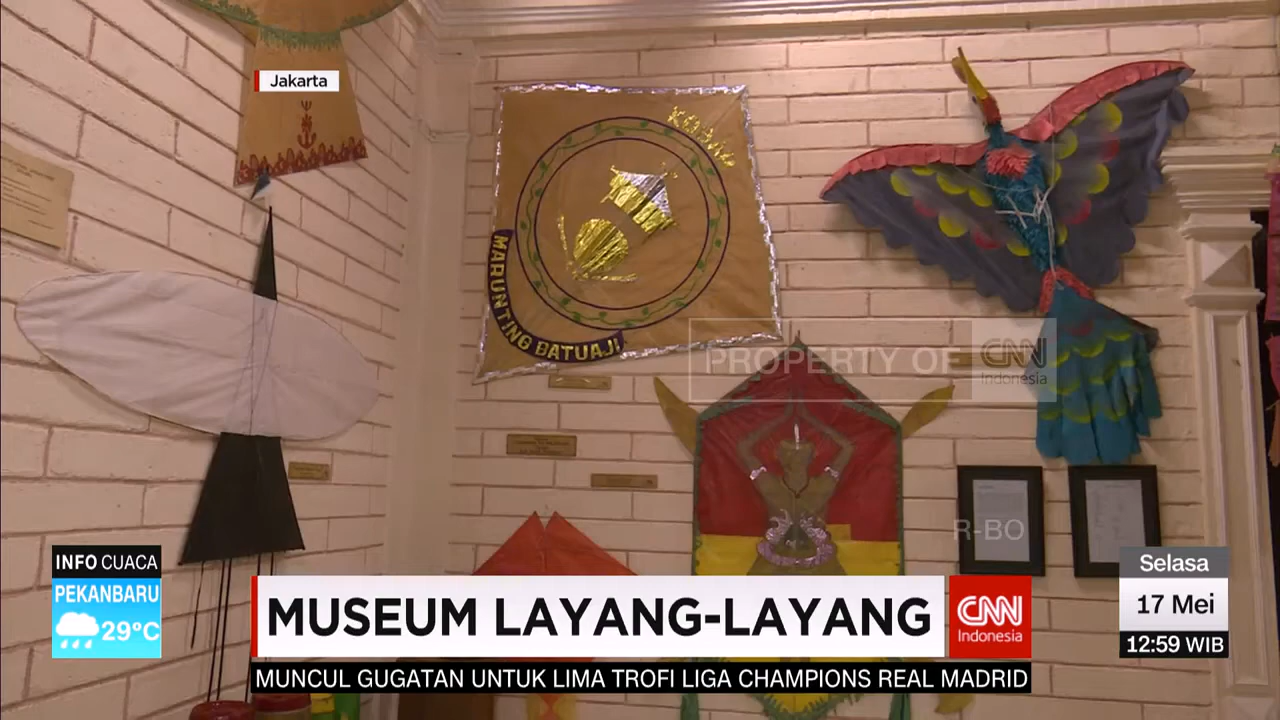 Jakarta
MARUNTING BATUAJI
PROPERTY OF CNN
Indonesia
R-BO
INFO CUACA
PEKANBARU
29°C
MUSEUM LAYANG-LAYANG
CNN
Indonesia
MUNCUL GUGATAN UNTUK LIMA TROFI LIGA CHAMPIONS REAL MADRID
Selasa
17 Mei
12:59 WIB